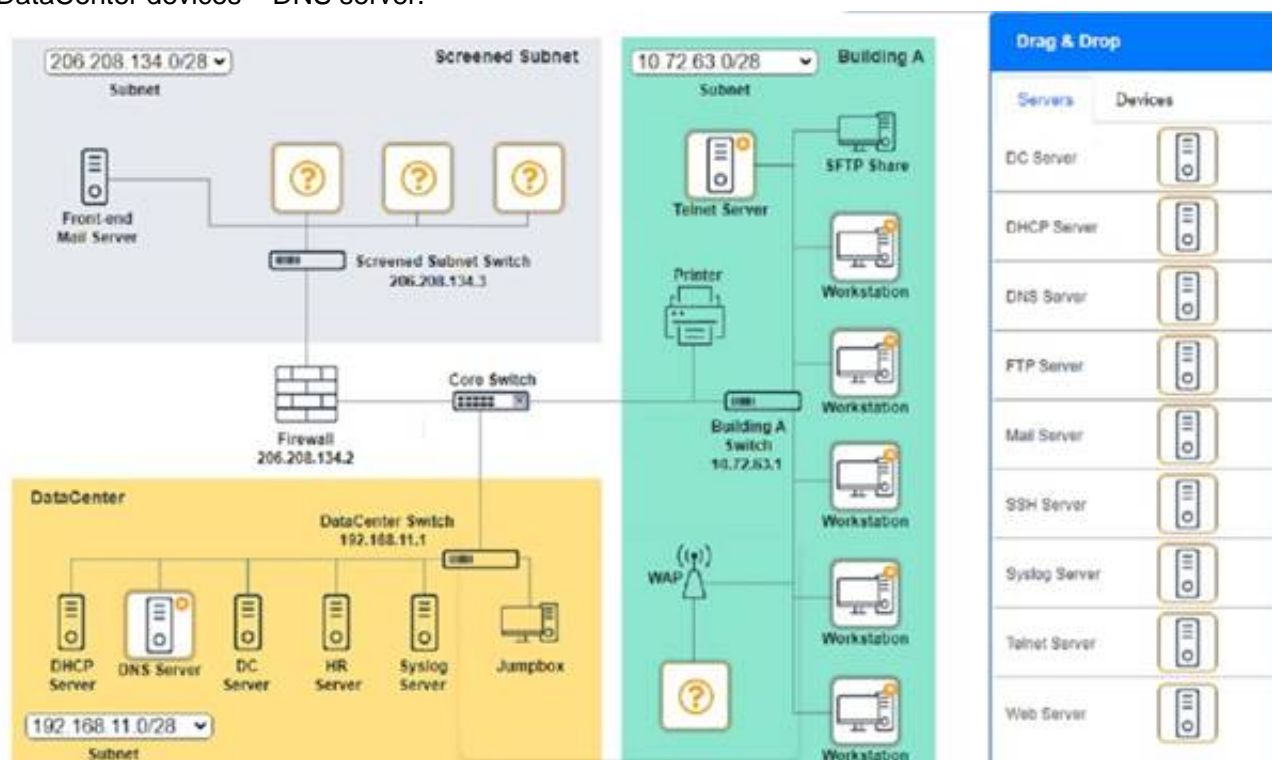 DataCenter devices – DNS server.
206.208.134.0/28
Subnet
Screened Subnet
Front-end
Mail Server
Screened Subnet Switch
206.208.134.3
Firewall
206.208.134.2
Core Switch
10.72.63.0/28
Subnet
Building A
Telnet Server
SFTP Share
Printer
Workstation
Workstation
Building A
Switch
10.72.63.1
Workstation
WAP
Workstation
Workstation
DataCenter
DataCenter Switch
192.168.11.1
DHCP
Server
DNS Server
DC
Server
HR
Server
Syslog
Server
Jumpbox
192.168.11.0/28
Subnet
Drag & Drop
Servers
Devices
DC Server
DHCP Server
DNS Server
FTP Server
Mail Server
SSH Server
Syslog Server
Telnet Server
Web Server